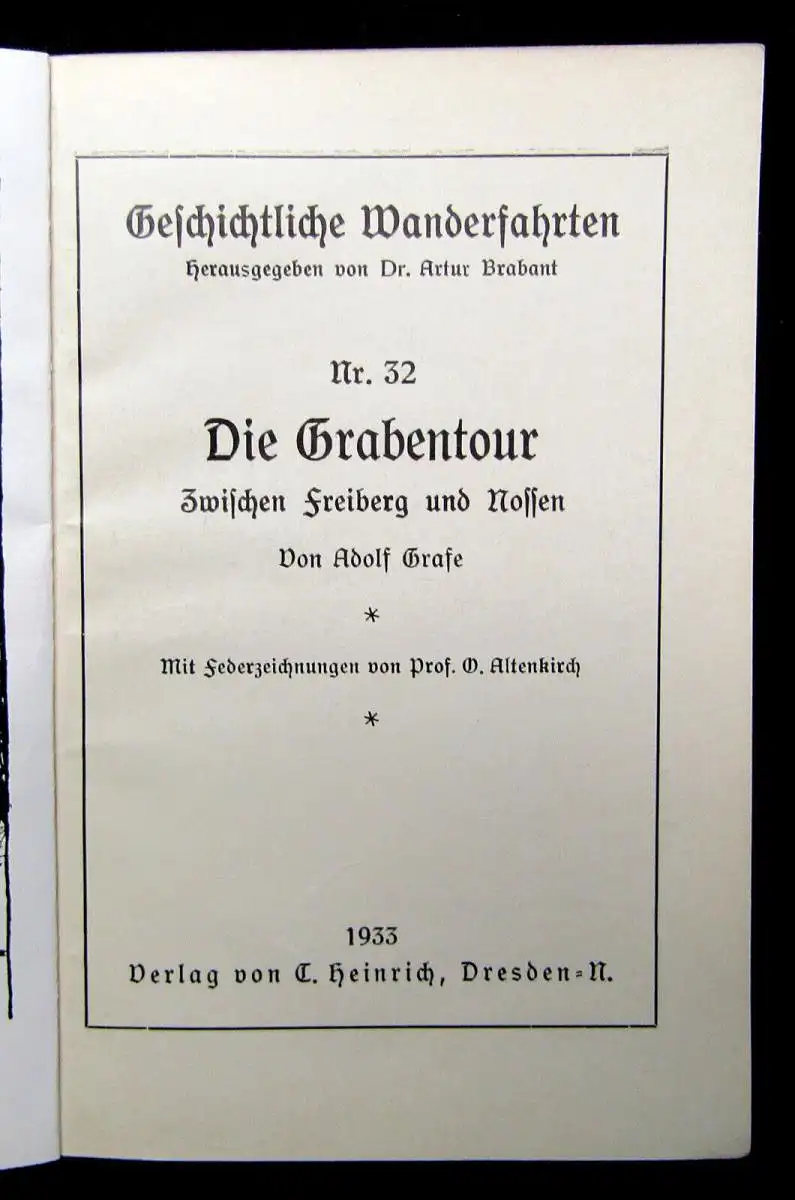 Geſchichtliche Wanderfahrten
Herausgegeben von Dr. Artur Brabant
Nr. 32
Die Grabentour
Zwiſchen Freiberg und Noſſen
Von Adolf Grafe
*
Mit Federzeichnungen von Prof. O. Altenkirch
*
1933
Verlag von C. Heinrich, Dresden=N.